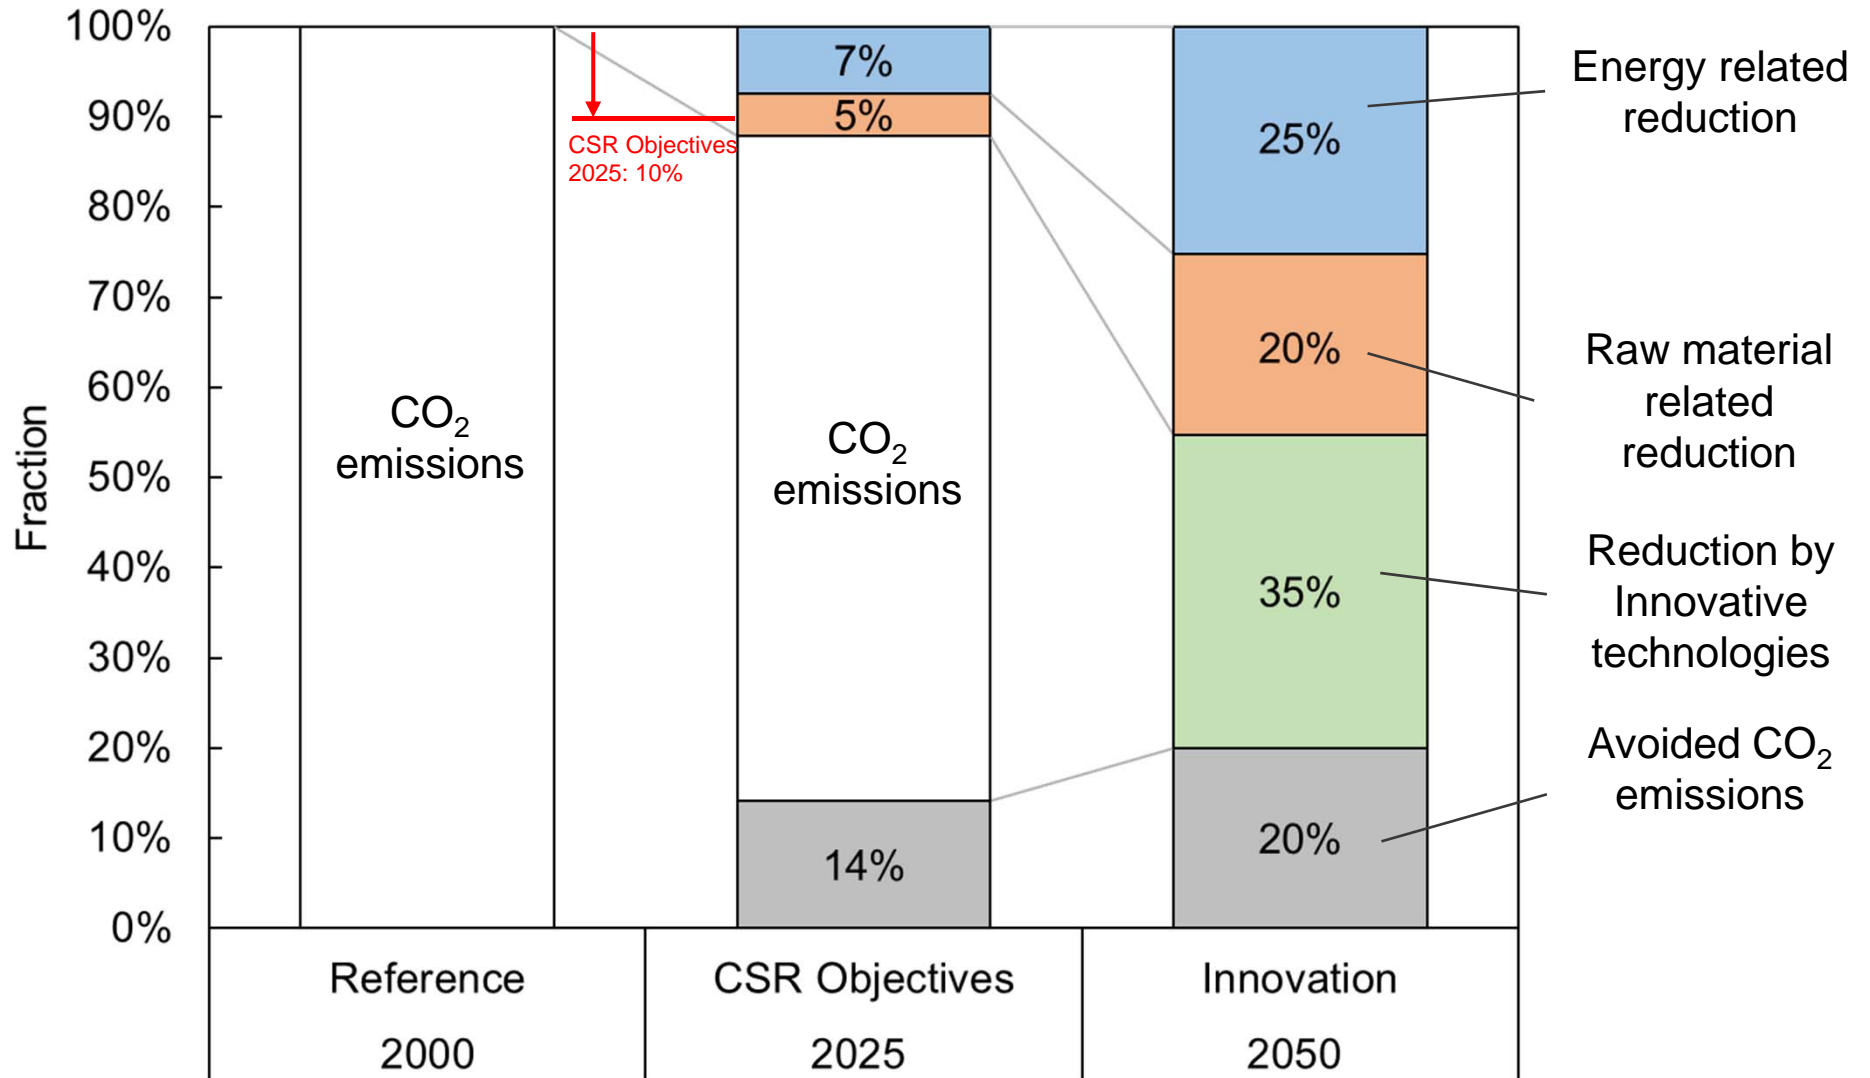 100%
90%
80%
70%
60%
50%
40%
30%
20%
10%
0%
Fraction
CO₂
emissions
CSR Objectives
2025: 10%
7%
5%
CO₂
emissions
14%
25%
20%
35%
20%
Energy related
reduction
Raw material
related
reduction
Reduction by
Innovative
technologies
Avoided CO₂
emissions
Reference
CSR Objectives
Innovation
2000
2025
2050